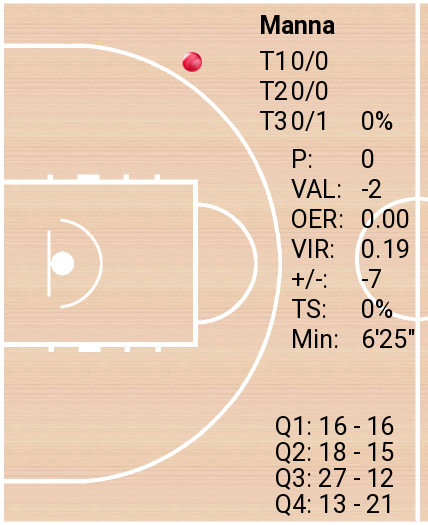 Manna
T1 0/0
T2 0/0
T3 0/1 0%
P: 0
VAL: -2
OER: 0.00
VIR: 0.19
+/-: -7
TS: 0%
Min: 6'25"
Q1: 16 - 16
Q2: 18 - 15
Q3: 27 - 12
Q4: 13 - 21